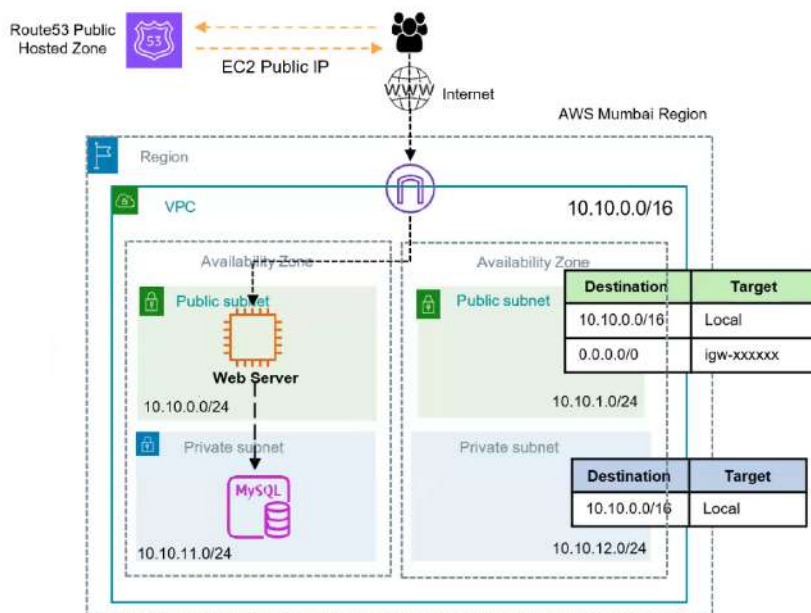 Route53 Public
Hosted Zone
53
EC2 Public IP
WWW
Internet
AWS Mumbai Region
Region
VPC
10.10.0.0/16
Availability Zone
Availability Zone
Public subnet
Public subnet
Destination Target
10.10.0.0/16 Local
0.0.0.0/0 igw-xxxxxx
Web Server
10.10.0.0/24
10.10.1.0/24
Private subnet
Private subnet
MySQL
Destination Target
10.10.0.0/16 Local
10.10.11.0/24
10.10.12.0/24